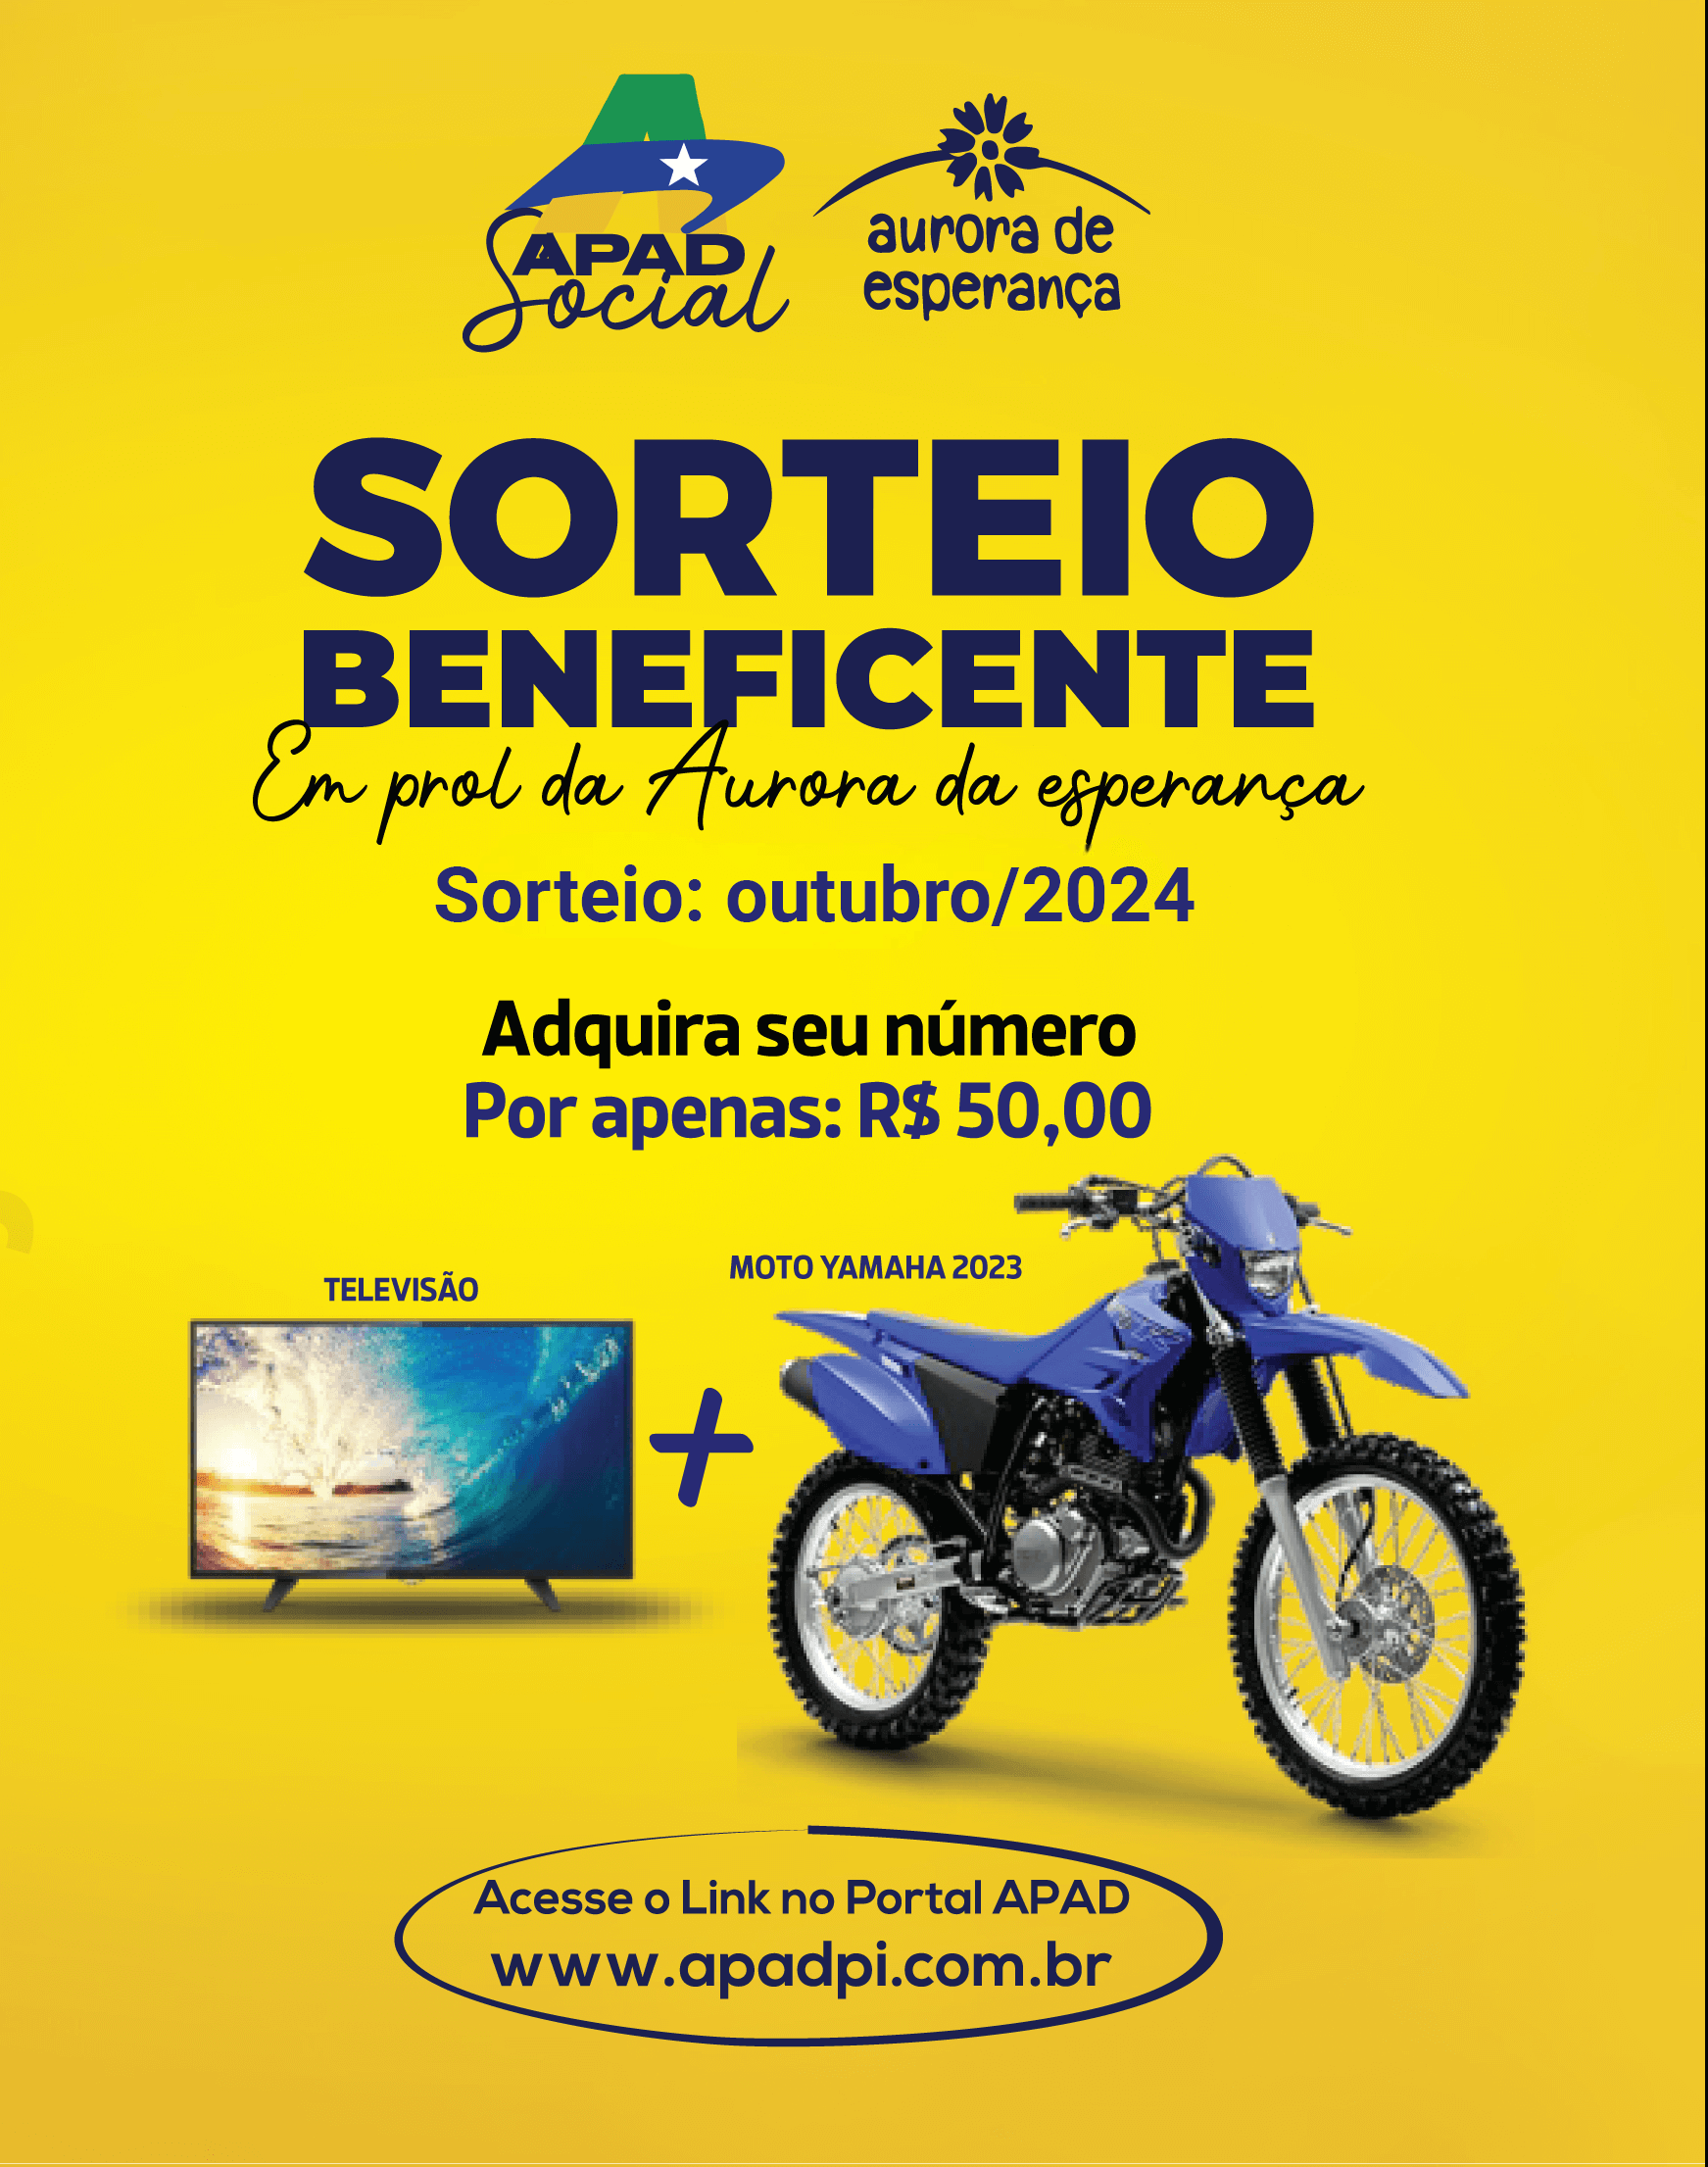 APAD
Social
aurora de
esperança
SORTEIO
BENEFICENTE
Em prol da Aurora da esperança
Sorteio: outubro/2024
Adquira seu número
Por apenas: R$ 50,00
MOTO YAMAHA 2023
TELEVISÃO
+
Acesse o Link no Portal APAD
www.apadpi.com.br